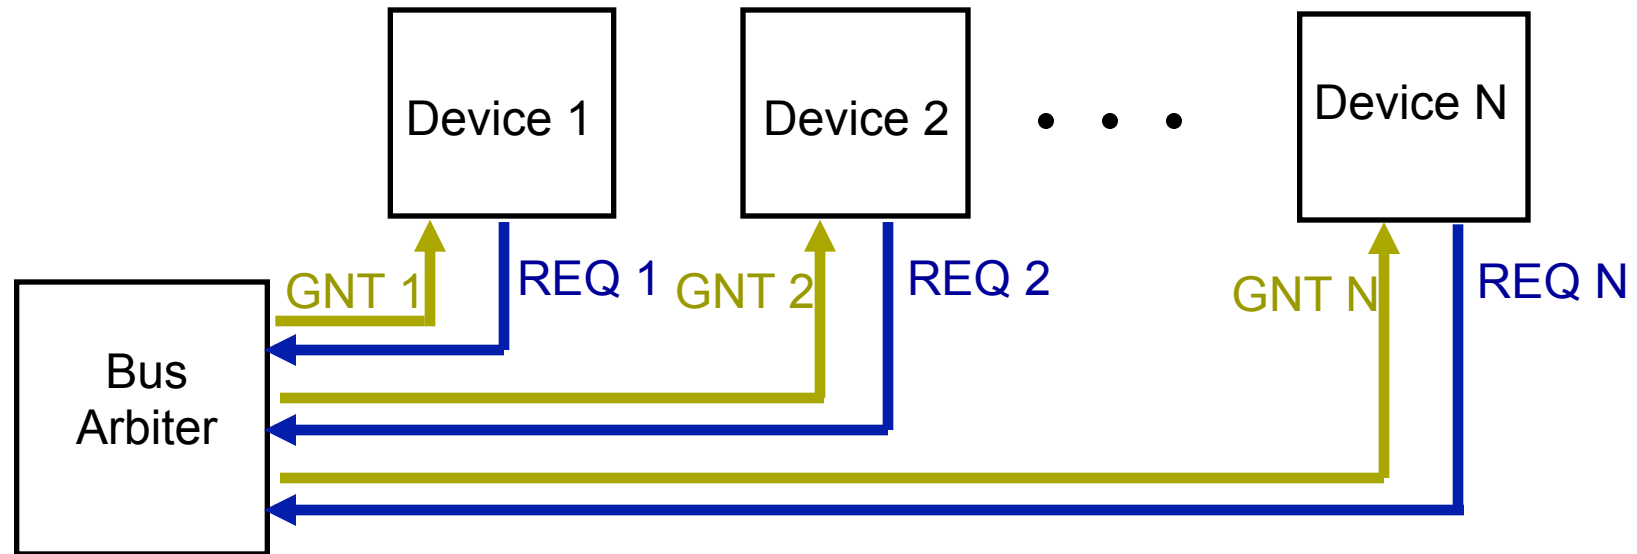 Device 1
Device 2
Device N
GNT 1
REQ 1
GNT 2
REQ 2
GNT N
REQ N
Bus
Arbiter